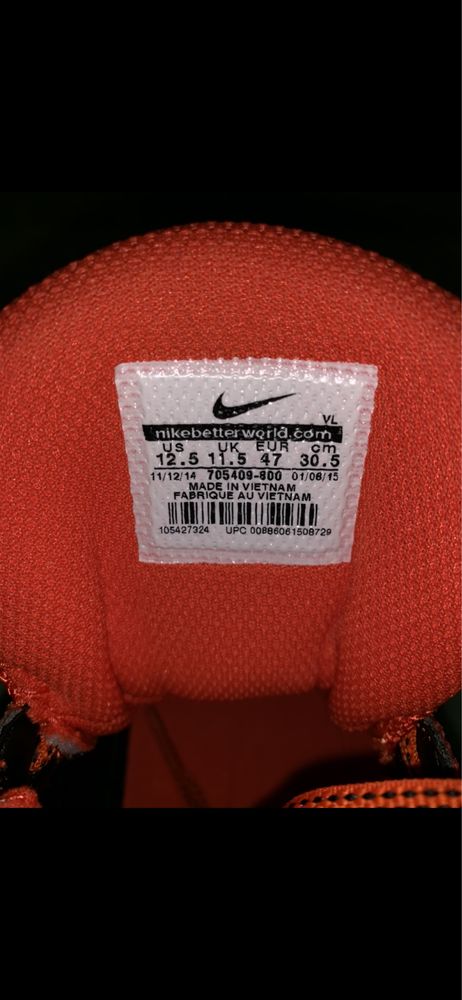 VL
nikebetterworld.com
US UK EUR cm
12.5 11.5 47 30.5
11/12/14 705409-800 01/06/15
MADE IN VIETNAM
FABRIQUE AU VIETNAM
105427324 UPC 00886061508729